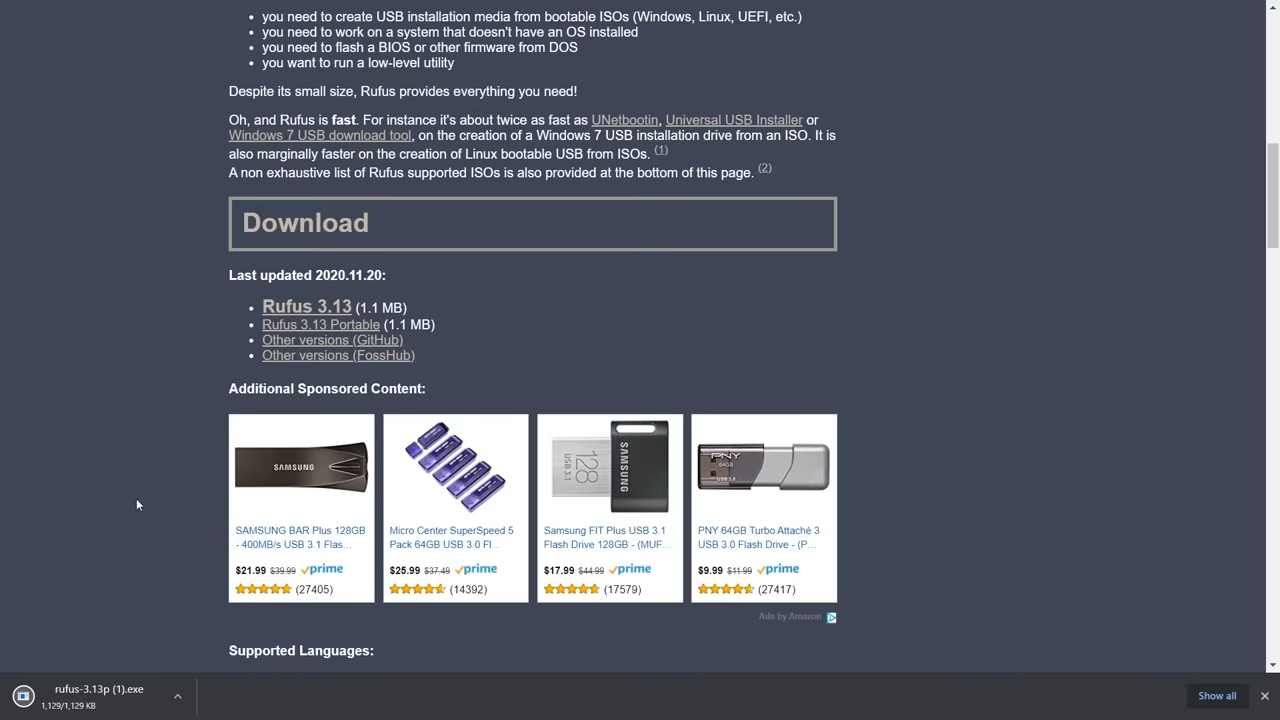 you need to create USB installation media from bootable ISOs (Windows, Linux, UEFI, etc.)
you need to work on a system that doesn't have an OS installed
you need to flash a BIOS or other firmware from DOS
you want to run a low-level utility
Despite its small size, Rufus provides everything you need!
Oh, and Rufus is fast. For instance it's about twice as fast as UNetbootin, Universal USB Installer or
Windows 7 USB download tool, on the creation of a Windows 7 USB installation drive from an ISO. It is
also marginally faster on the creation of Linux bootable USB from ISOs. (1)
A non exhaustive list of Rufus supported ISOs is also provided at the bottom of this page. (2)
Download
Last updated 2020.11.20:
Rufus 3.13 (1.1 MB)
Rufus 3.13 Portable (1.1 MB)
Other versions (GitHub)
Other versions (FossHub)
Additional Sponsored Content:
SAMSUNG
USB 3.1
128
SAMSUNG
PNY
64GB
USB 3.0
SAMSUNG BAR Plus 128GB
- 400MB/s USB 3.1 Flas...
$21.99 $39.99 prime
(27405)
Micro Center SuperSpeed 5
Pack 64GB USB 3.0 Fl...
$25.99 $37.49 prime
(14392)
Samsung FIT Plus USB 3.1
Flash Drive 128GB - (MUF...
$17.99 $44.99 prime
(17579)
PNY 64GB Turbo Attaché 3
USB 3.0 Flash Drive - (P...
$9.99 $11.99 prime
(27417)
Ads by Amazon
Supported Languages:
rufus-3.13p (1).exe
1,129/1,129 KB
Show all